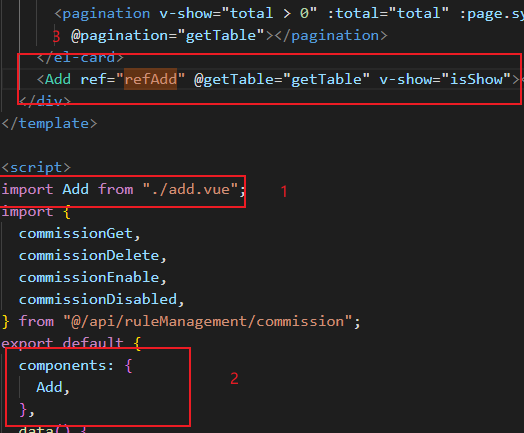 <pagination v-show="total > 0" :total="total" :page.sy
3 @pagination="getTable"></pagination>
</el-card>
<Add ref="refAdd" @getTable="getTable" v-show="isShow"><
</div>
</template>
<script>
import Add from "./add.vue"; 1
import {
commissionGet,
commissionDelete,
commissionEnable,
commissionDisabled,
} from "@/api/ruleManagement/commission";
export default {
components: {
Add, 2
},
data() {